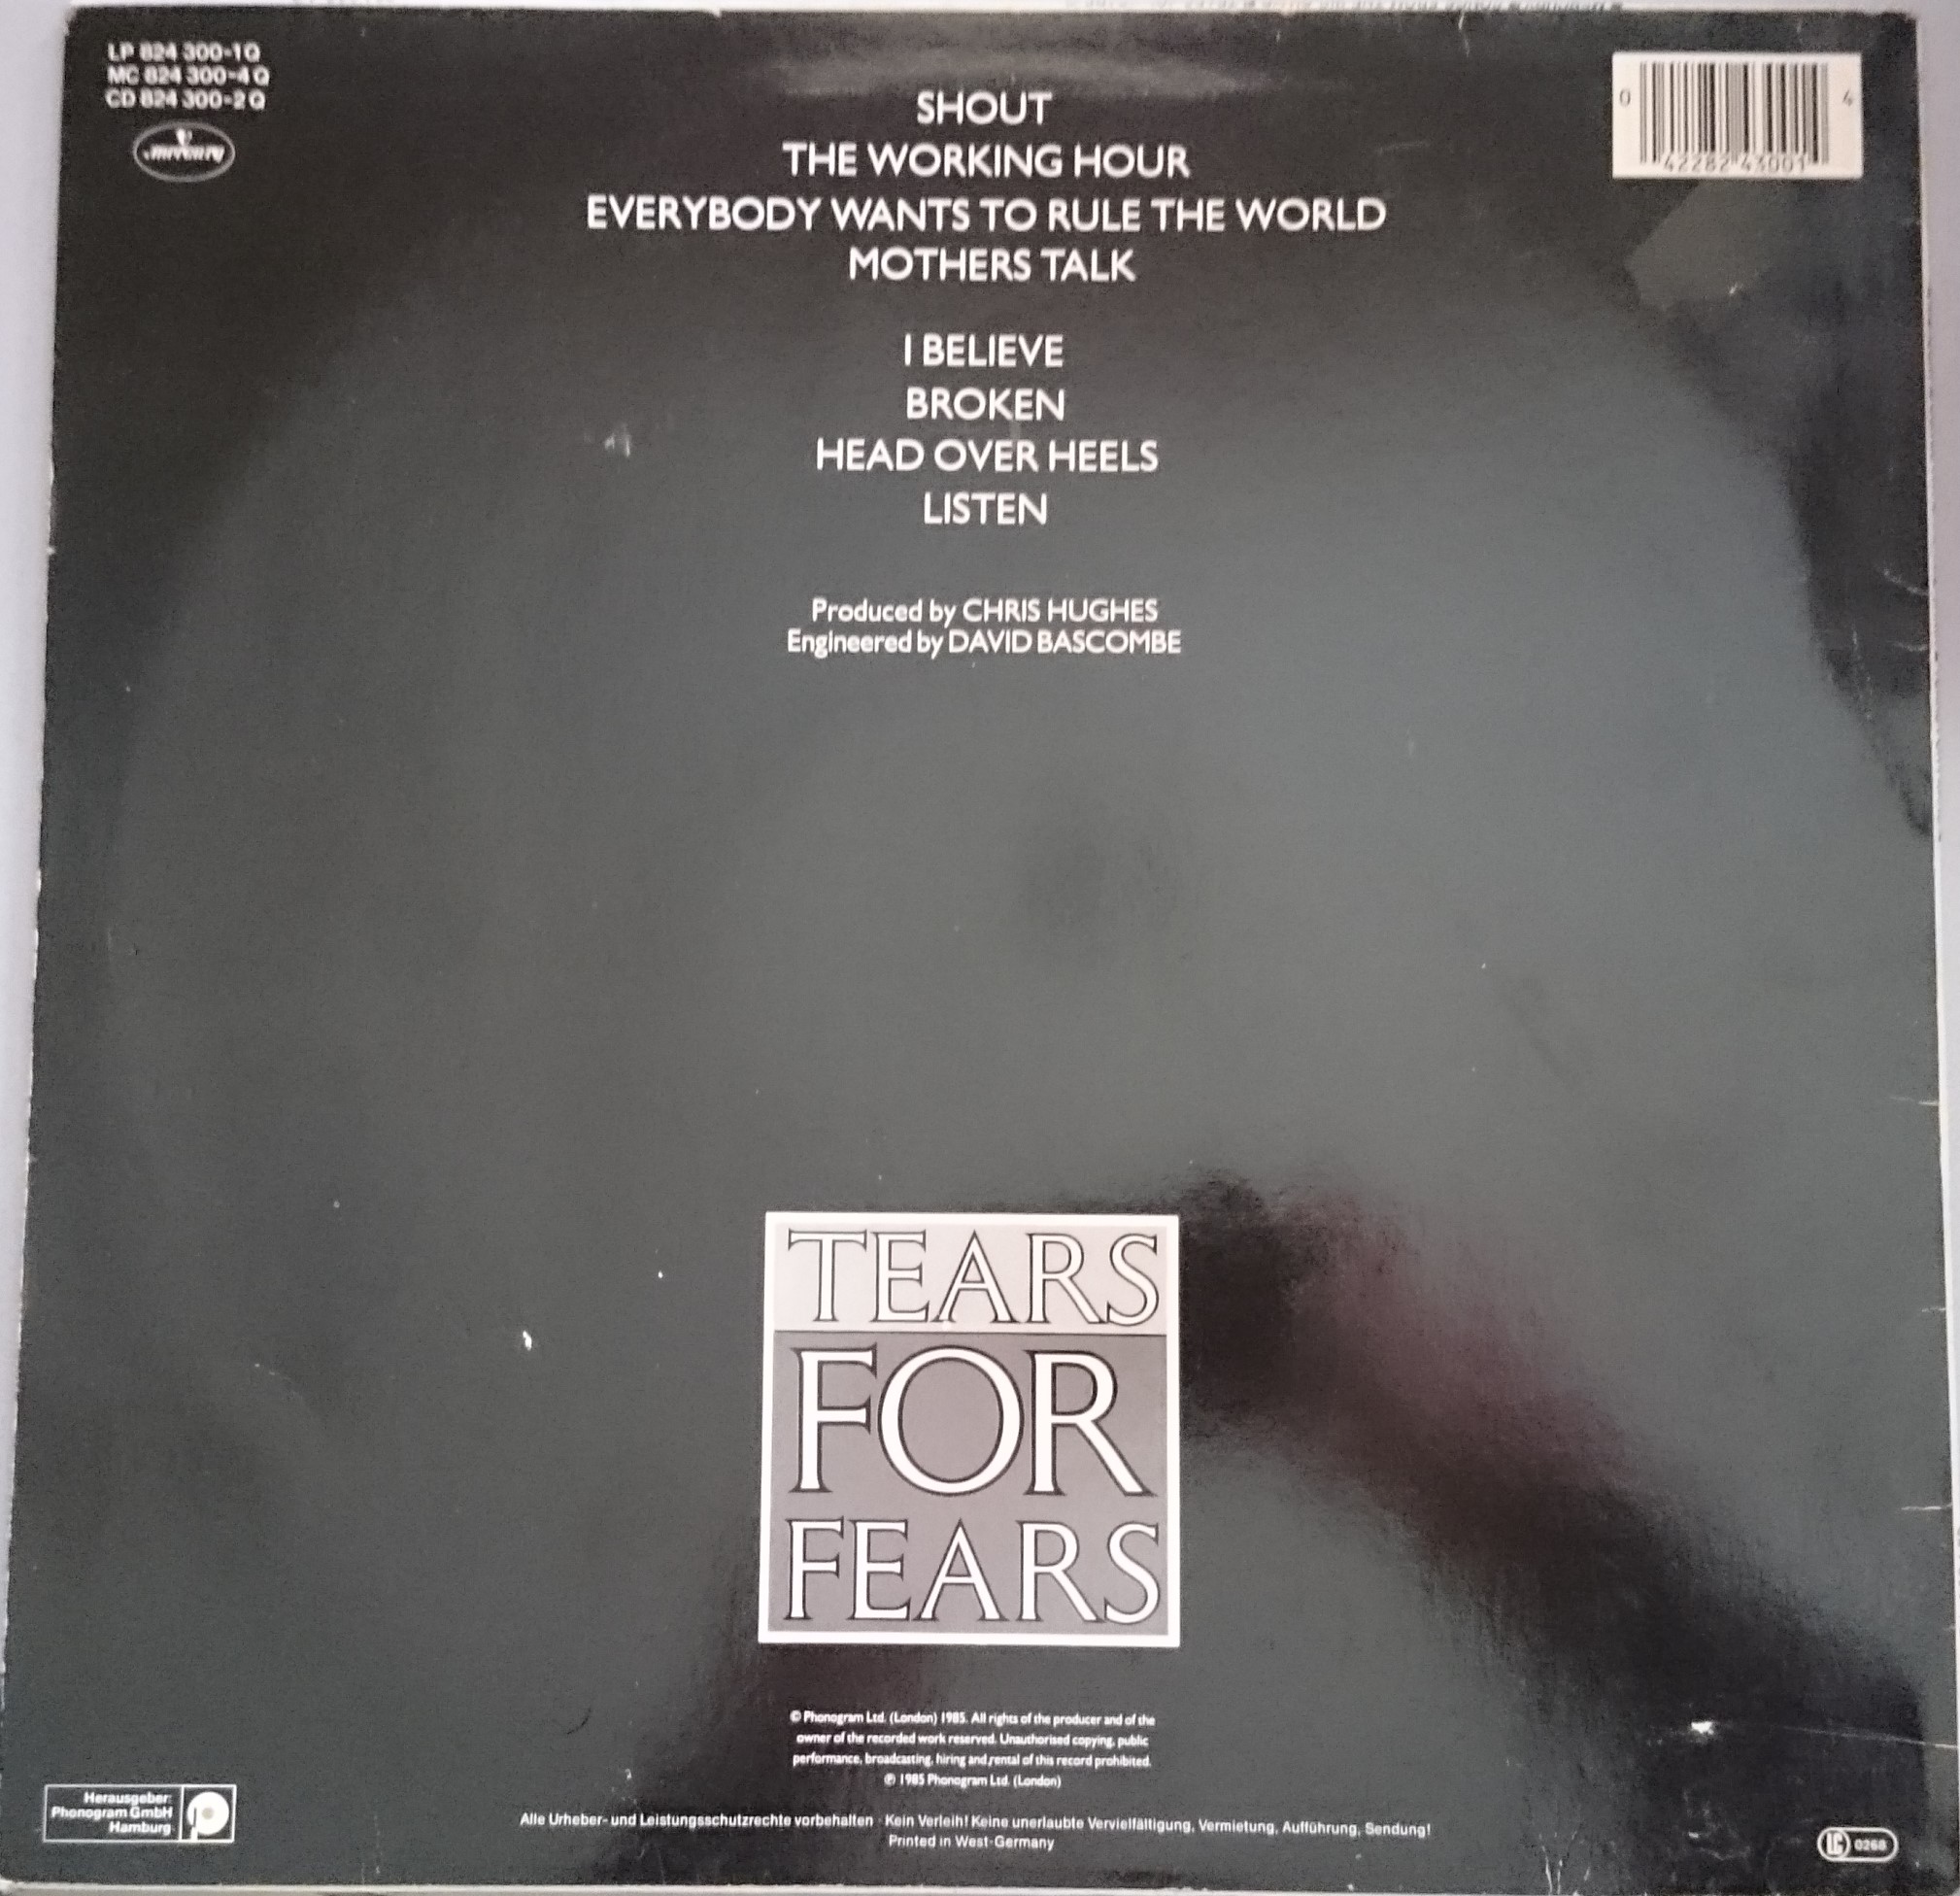 LP 824 300-1 Q
MC 824 300-4 Q
CD 824 300-2 Q
mercury
0 4
42282 43001
SHOUT
THE WORKING HOUR
EVERYBODY WANTS TO RULE THE WORLD
MOTHERS TALK
I BELIEVE
BROKEN
HEAD OVER HEELS
LISTEN
Produced by CHRIS HUGHES
Engineered by DAVID BASCOMBE
TEARS
FOR
FEARS
© Phonogram Ltd. (London) 1985. All rights of the producer and of the
owner of the recorded work reserved. Unauthorised copying, public
performance, broadcasting, hiring and rental of this record prohibited.
℗ 1985 Phonogram Ltd. (London)
Herausgeber:
Phonogram GmbH
Hamburg
Alle Urheber- und Leistungsschutzrechte vorbehalten · Kein Verleih! Keine unerlaubte Vervielfältigung, Vermietung, Aufführung, Sendung!
Printed in West-Germany
LC 0268